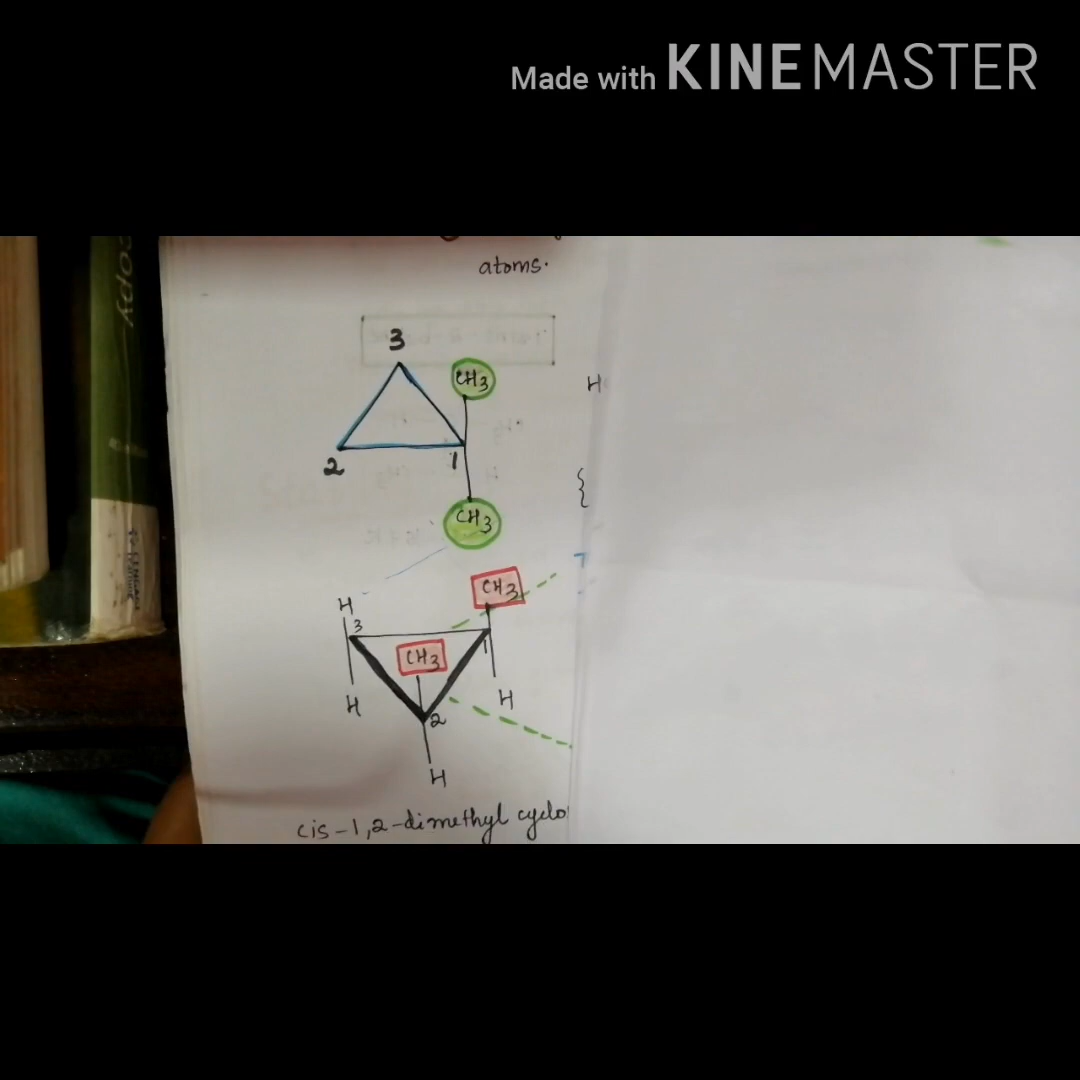 Made with KINEMASTER
COPY
atoms.
3
CH3
H
2
1
CH3
CH3
H
3
1
CH3
H
H
2
H
cis-1,2-dimethyl cyclo